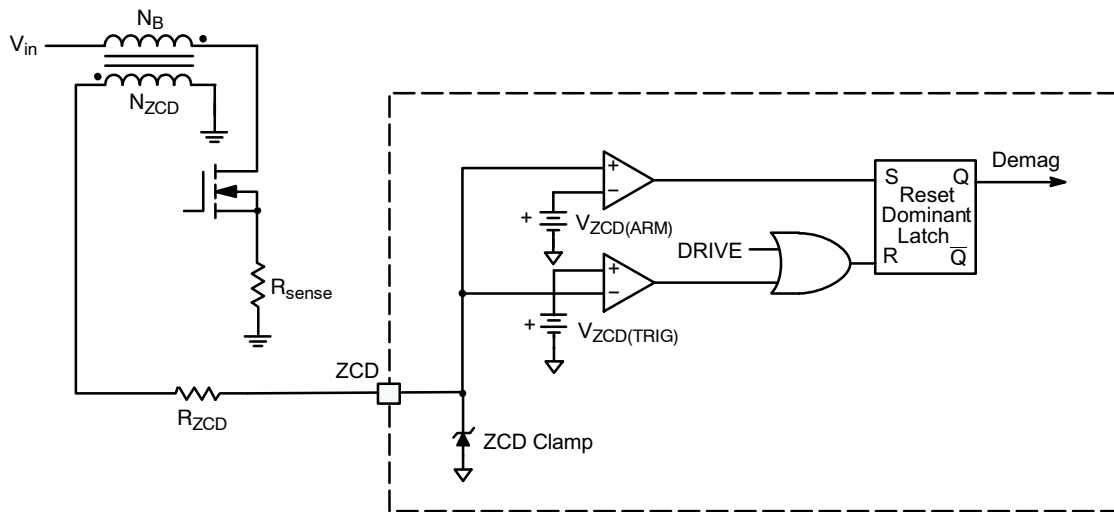 N_B
V_in
N_ZCD
R_sense
ZCD
R_ZCD
+
−
+
V_ZCD(ARM)
DRIVE
+
−
+
V_ZCD(TRIG)
ZCD Clamp
S Q
Reset
Dominant
Latch
R Q̅
Demag